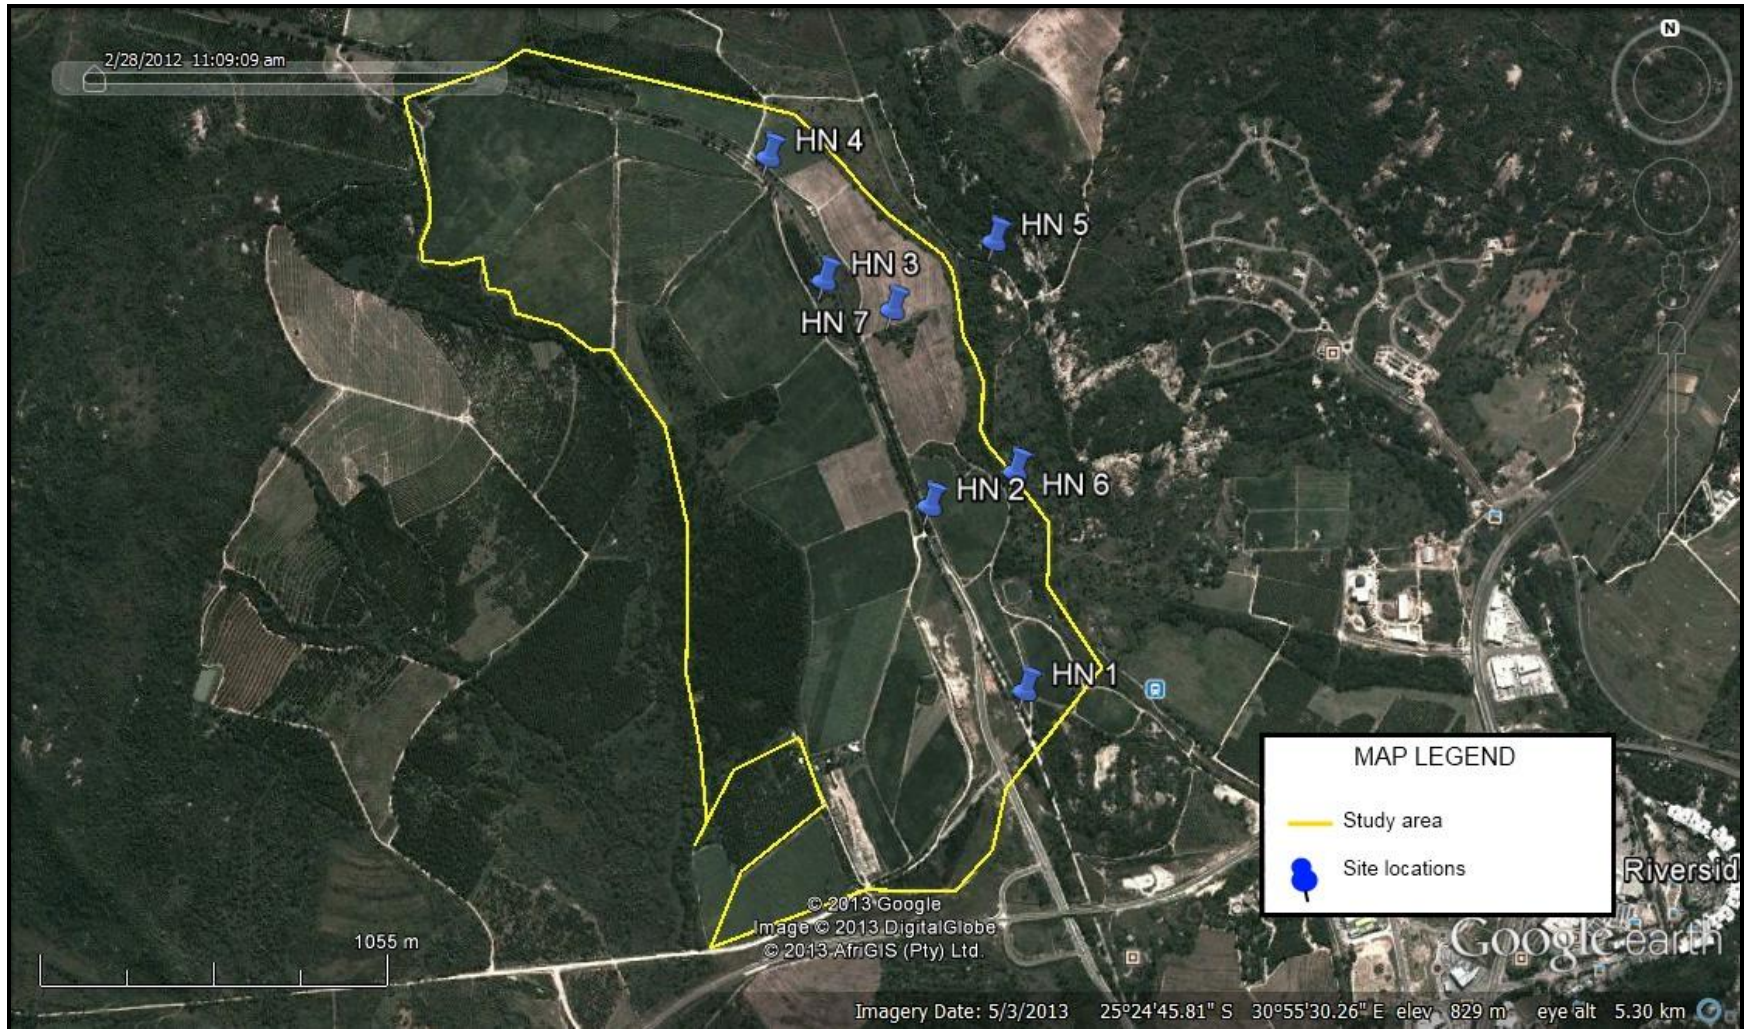 N
2/28/2012 11:09:09 am
HN 4
HN 5
HN 3
HN 7
HN 2
HN 6
HN 1
MAP LEGEND
Study area
Site locations
Riversid
© 2013 Google
Image © 2013 DigitalGlobe
© 2013 AfriGIS (Pty) Ltd.
1055 m
Google earth
Imagery Date: 5/3/2013 25°24'45.81" S 30°55'30.26" E elev 829 m eye alt 5.30 km